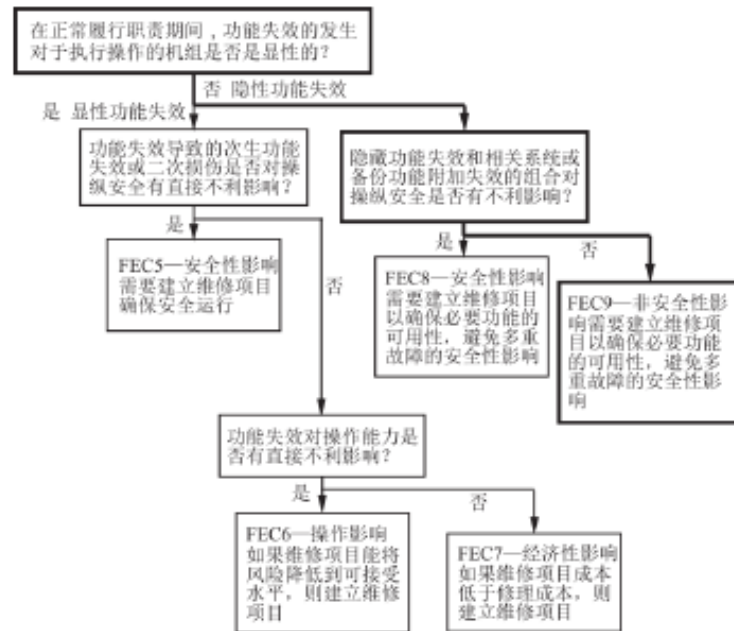 在正常履行职责期间，功能失效的发生
对于执行操作的机组是否是显性的？
否 隐性功能失效
是 显性功能失效
功能失效导致的次生功能
失效或二次损伤是否对操
纵安全有直接不利影响？
隐藏功能失效和相关系统或
备份功能附加失效的组合对
操纵安全是否有不利影响？
是
否
是
否
FEC5—安全性影响
需要建立维修项目
确保安全运行
FEC8—安全性影响
需要建立维修项目
以确保必要功能的
可用性，避免多重
故障的安全性影响
FEC9—非安全性影
响需要建立维修项
目以确保必要功能
的可用性，避免多
重故障的安全性影
响
功能失效对操作能力是
否有直接不利影响？
是
否
FEC6—操作影响
如果维修项目能将
风险降低到可接受
水平，则建立维修
项目
FEC7—经济性影响
如果维修项目成本
低于修理成本，则
建立维修项目